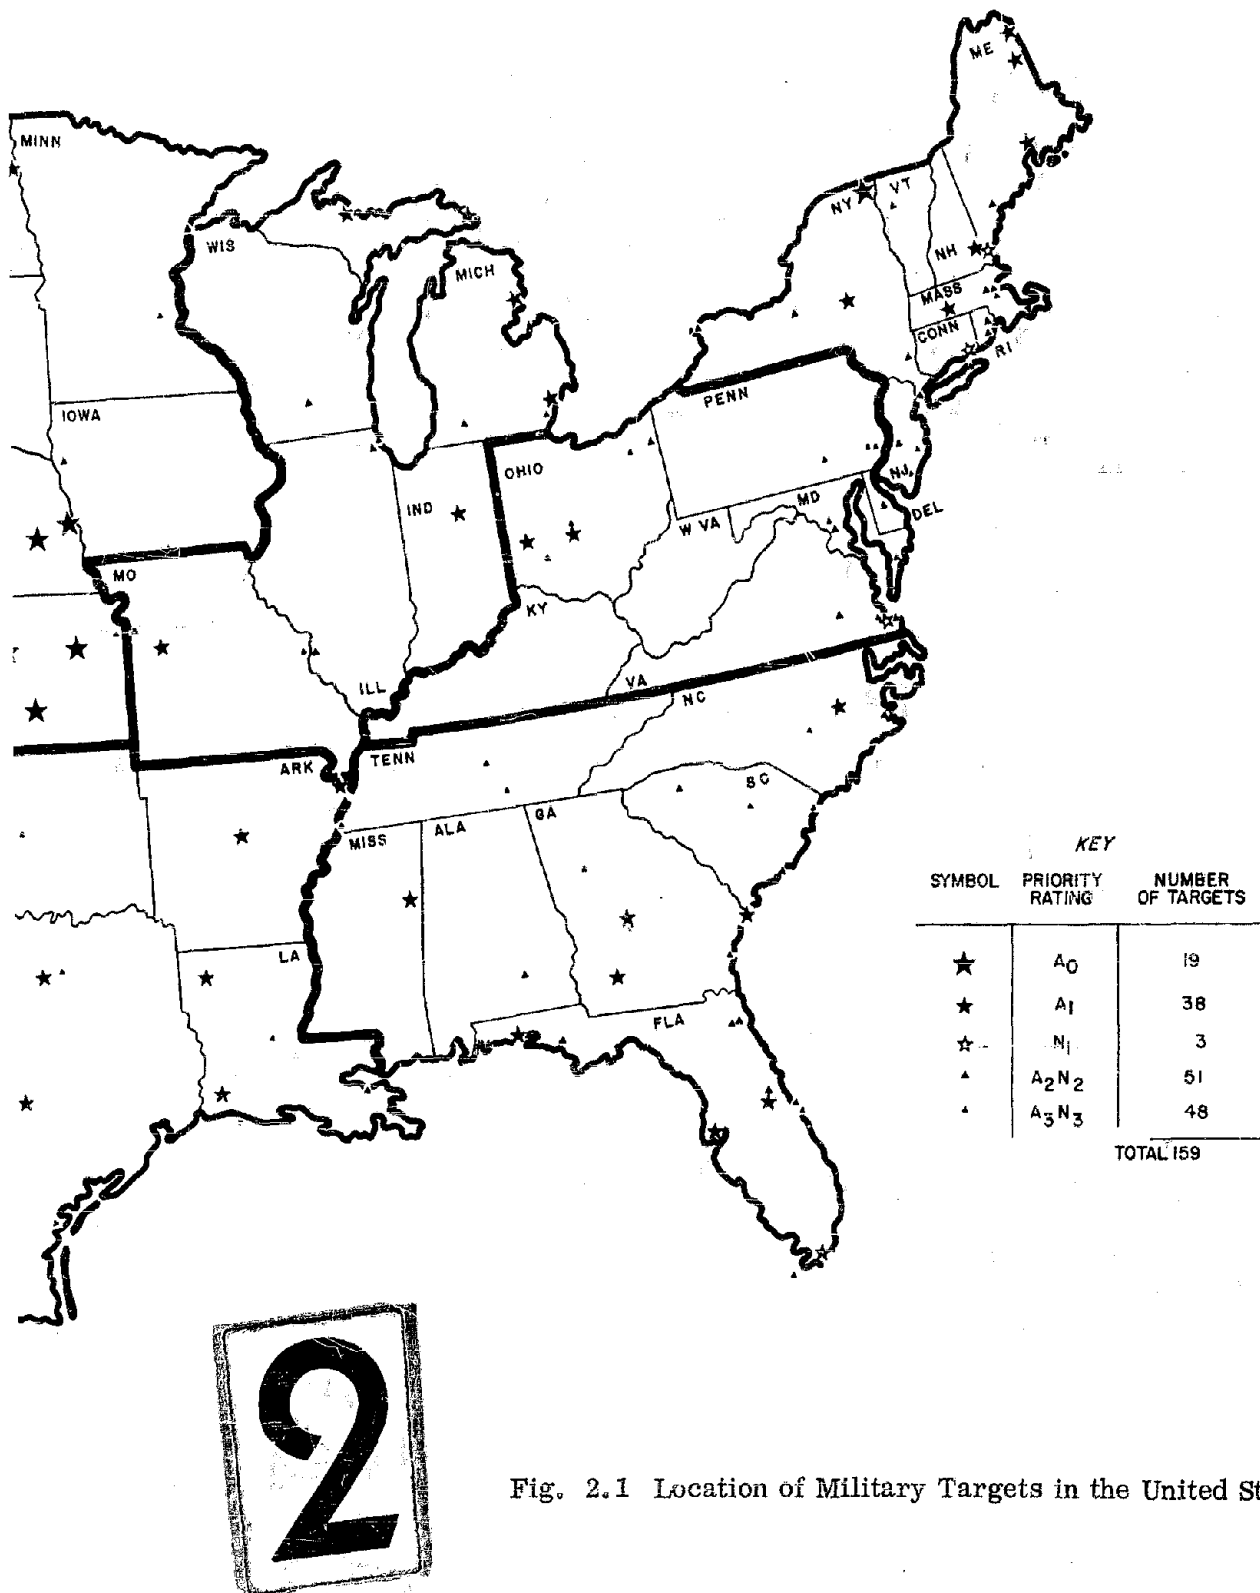 ME
MINN
VT
NY
WIS
NH
MICH
MASS
CONN
RI
PENN
IOWA
OHIO
NJ
MD
IND
DEL
W VA
MO
KY
ILL
VA
NC
TENN
ARK
SC
GA
ALA
MISS
KEY
SYMBOL PRIORITY RATING NUMBER OF TARGETS
A0 19
LA
A1 38
FLA
N1 3
A2N2 51
A3N3 48
TOTAL 159
2
Fig. 2.1 Location of Military Targets in the United St